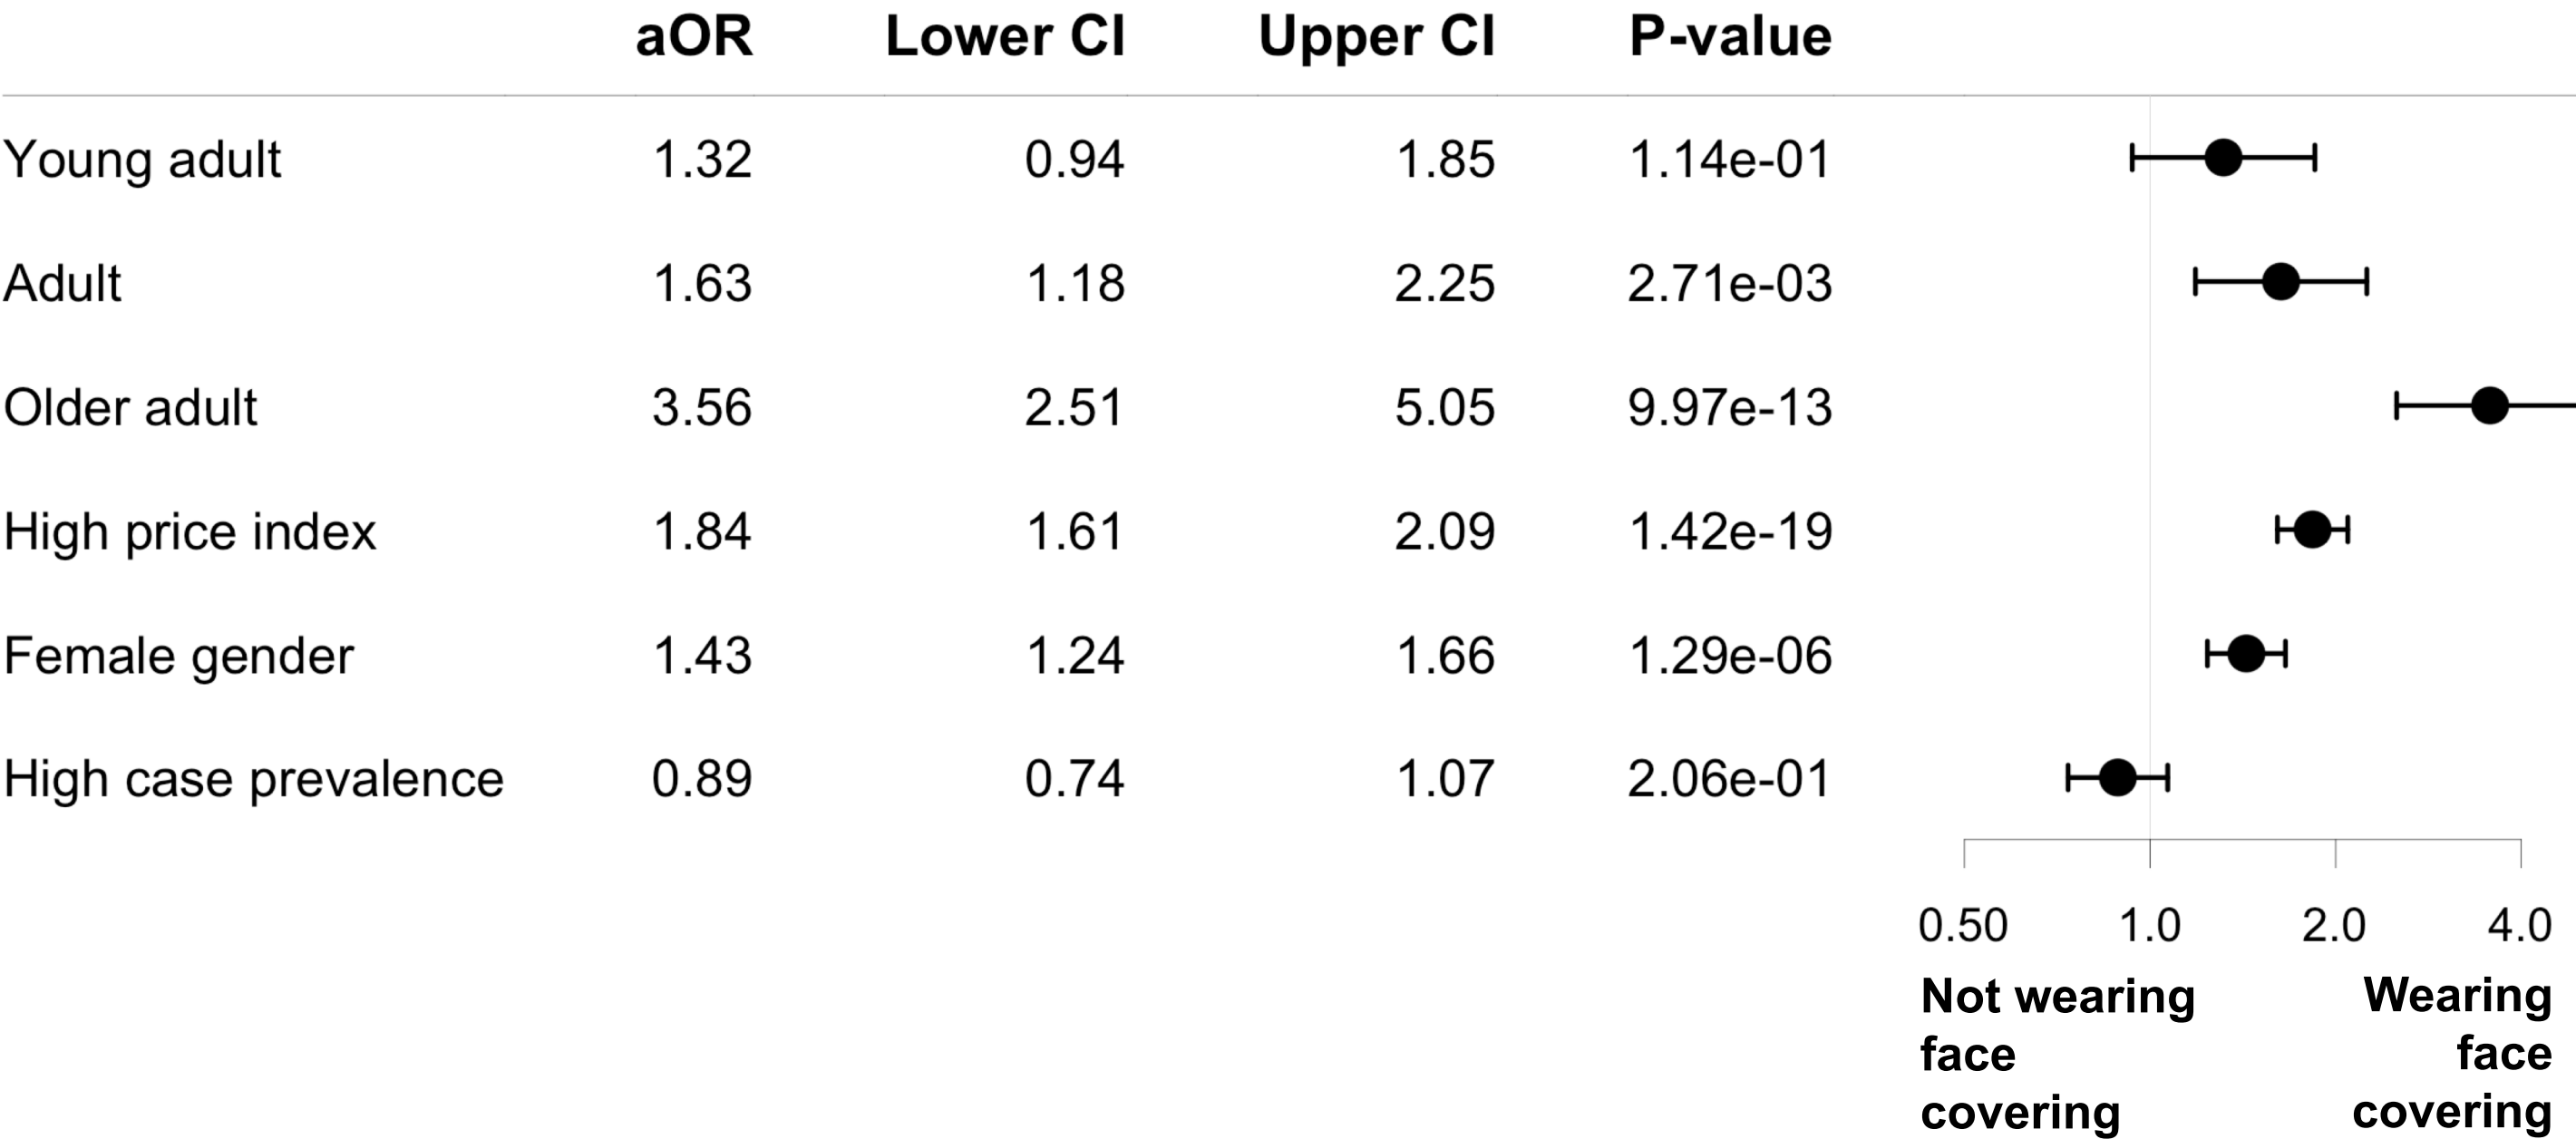 aOR Lower CI Upper CI P-value
Young adult 1.32 0.94 1.85 1.14e-01
Adult 1.63 1.18 2.25 2.71e-03
Older adult 3.56 2.51 5.05 9.97e-13
High price index 1.84 1.61 2.09 1.42e-19
Female gender 1.43 1.24 1.66 1.29e-06
High case prevalence 0.89 0.74 1.07 2.06e-01
0.50 1.0 2.0 4.0
Not wearing
face
covering
Wearing
face
covering